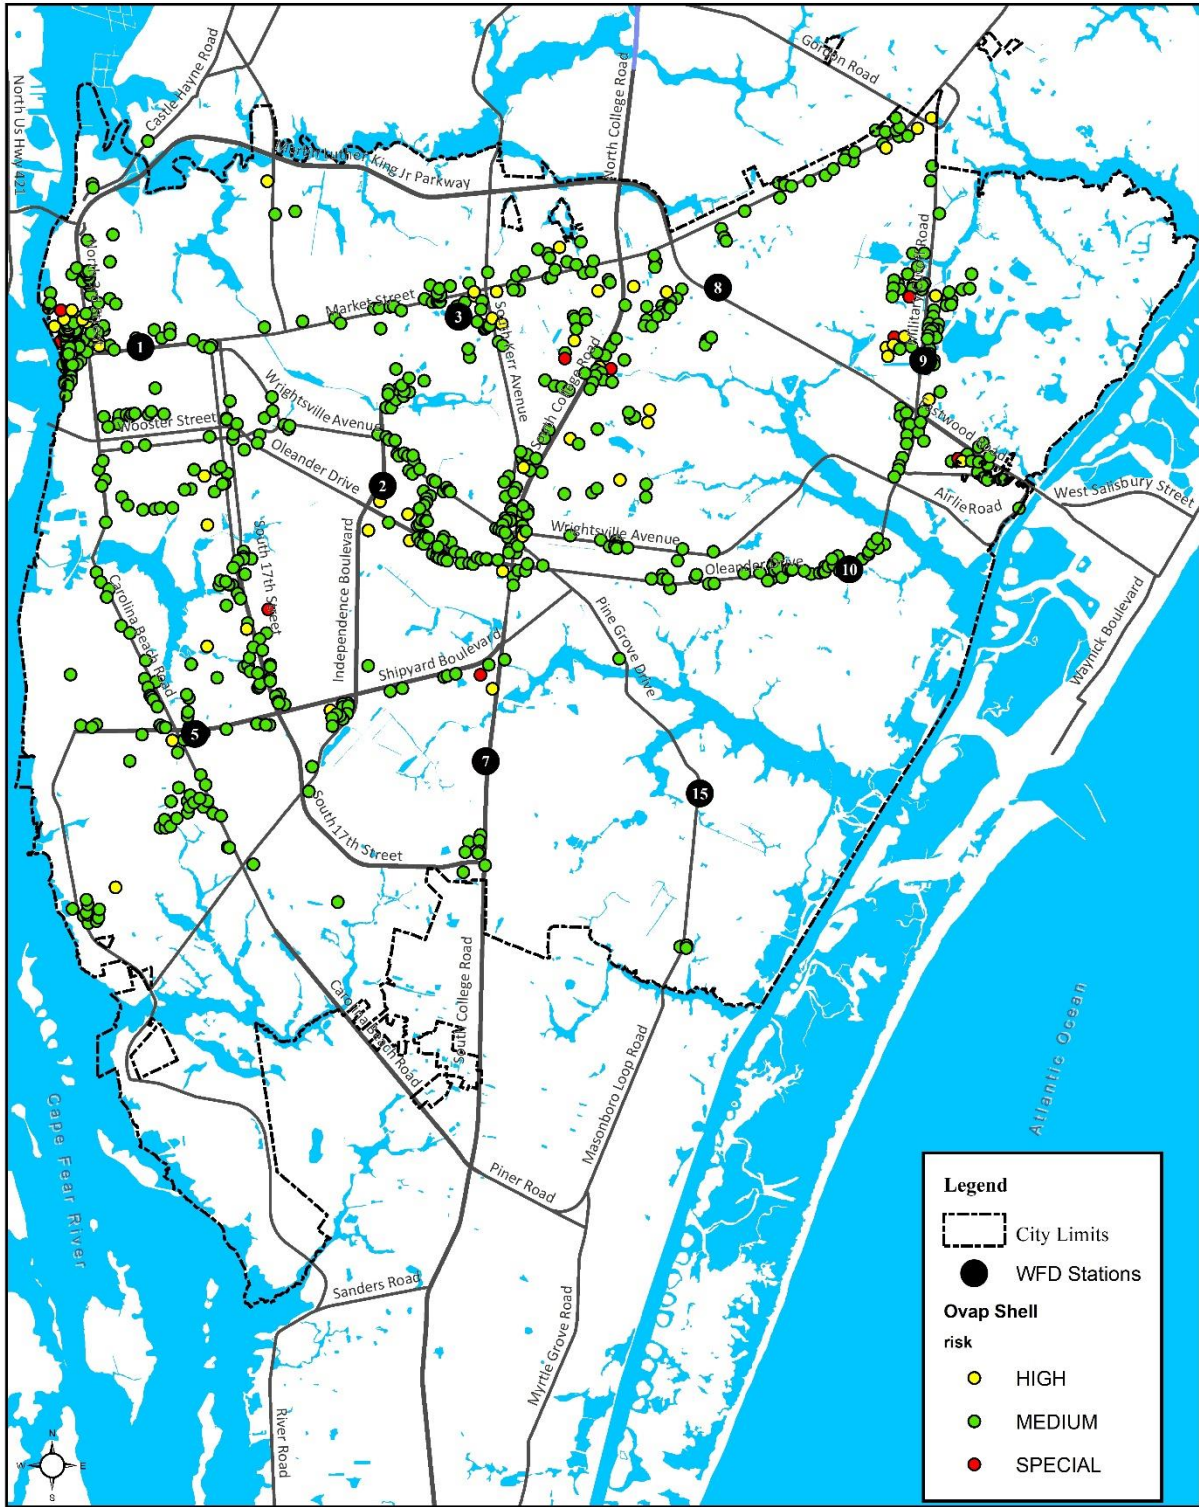 Gordon Road
Castle Hayne Road
North College Road
North Us Hwy 421
Martin Luther King Jr Parkway
Military Cutoff Road
8
Market Street
3
1
South Kerr Avenue
9
South College Road
Wrightsville Avenue
Wooster Street
Eastwood Road
Oleander Drive
2
West Salisbury Street
Airlie Road
Wrightsville Avenue
South 17th Street
Independence Boulevard
Oleander Drive
10
Carolina Beach Road
Pine Grove Drive
Waynick Boulevard
Shipyard Boulevard
5
7
15
South 17th Street
South College Road
Carolina Beach Road
Atlantic Ocean
Masonboro Loop Road
Cape Fear River
Piner Road
Sanders Road
Myrtle Grove Road
River Road
Legend
City Limits
WFD Stations
Ovap Shell
risk
HIGH
MEDIUM
SPECIAL
N
W
E
S